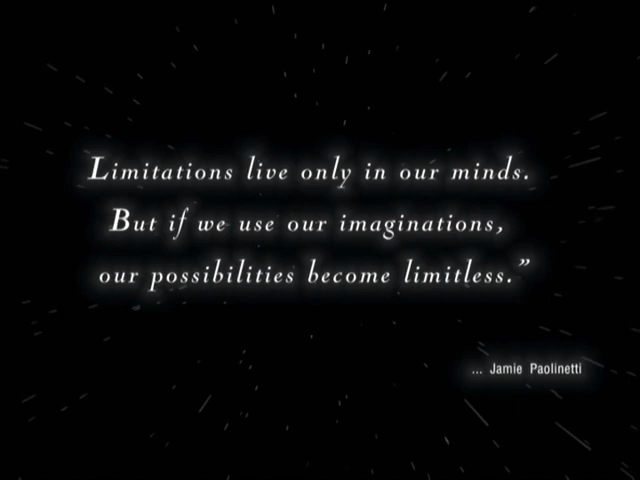 Limitations live only in our minds.
But if we use our imaginations,
our possibilities become limitless.”
... Jamie Paolinetti